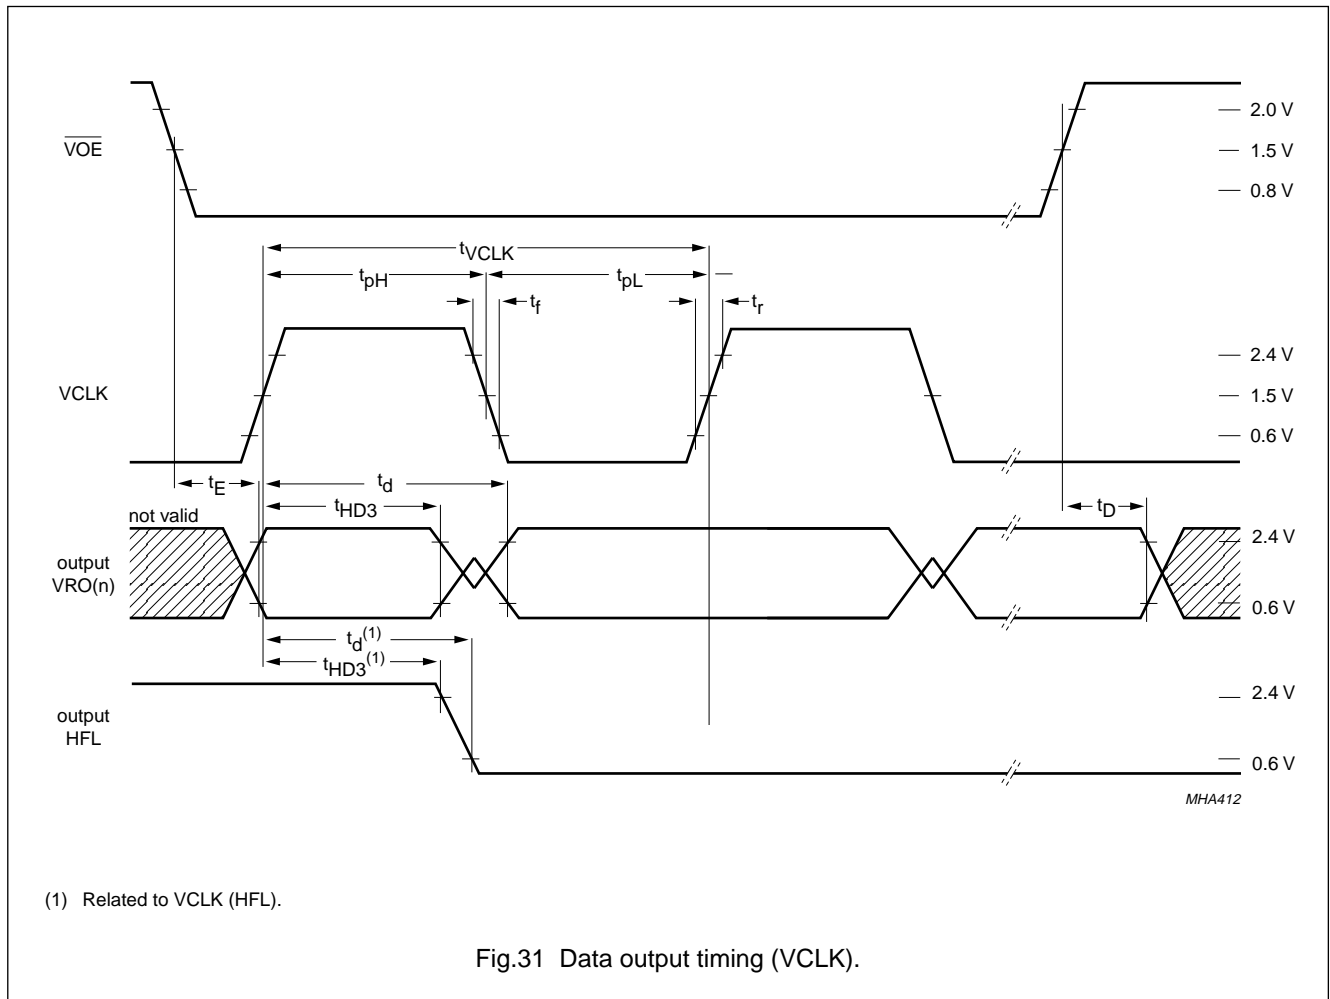 2.0 V
VOE
1.5 V
0.8 V
tVCLK
tpH
tpL
tf
tr
2.4 V
VCLK
1.5 V
0.6 V
tE
td
tHD3
tD
not valid
2.4 V
output
VRO(n)
0.6 V
td(1)
tHD3(1)
2.4 V
output
HFL
0.6 V
MHA412
(1) Related to VCLK (HFL).
Fig.31 Data output timing (VCLK).